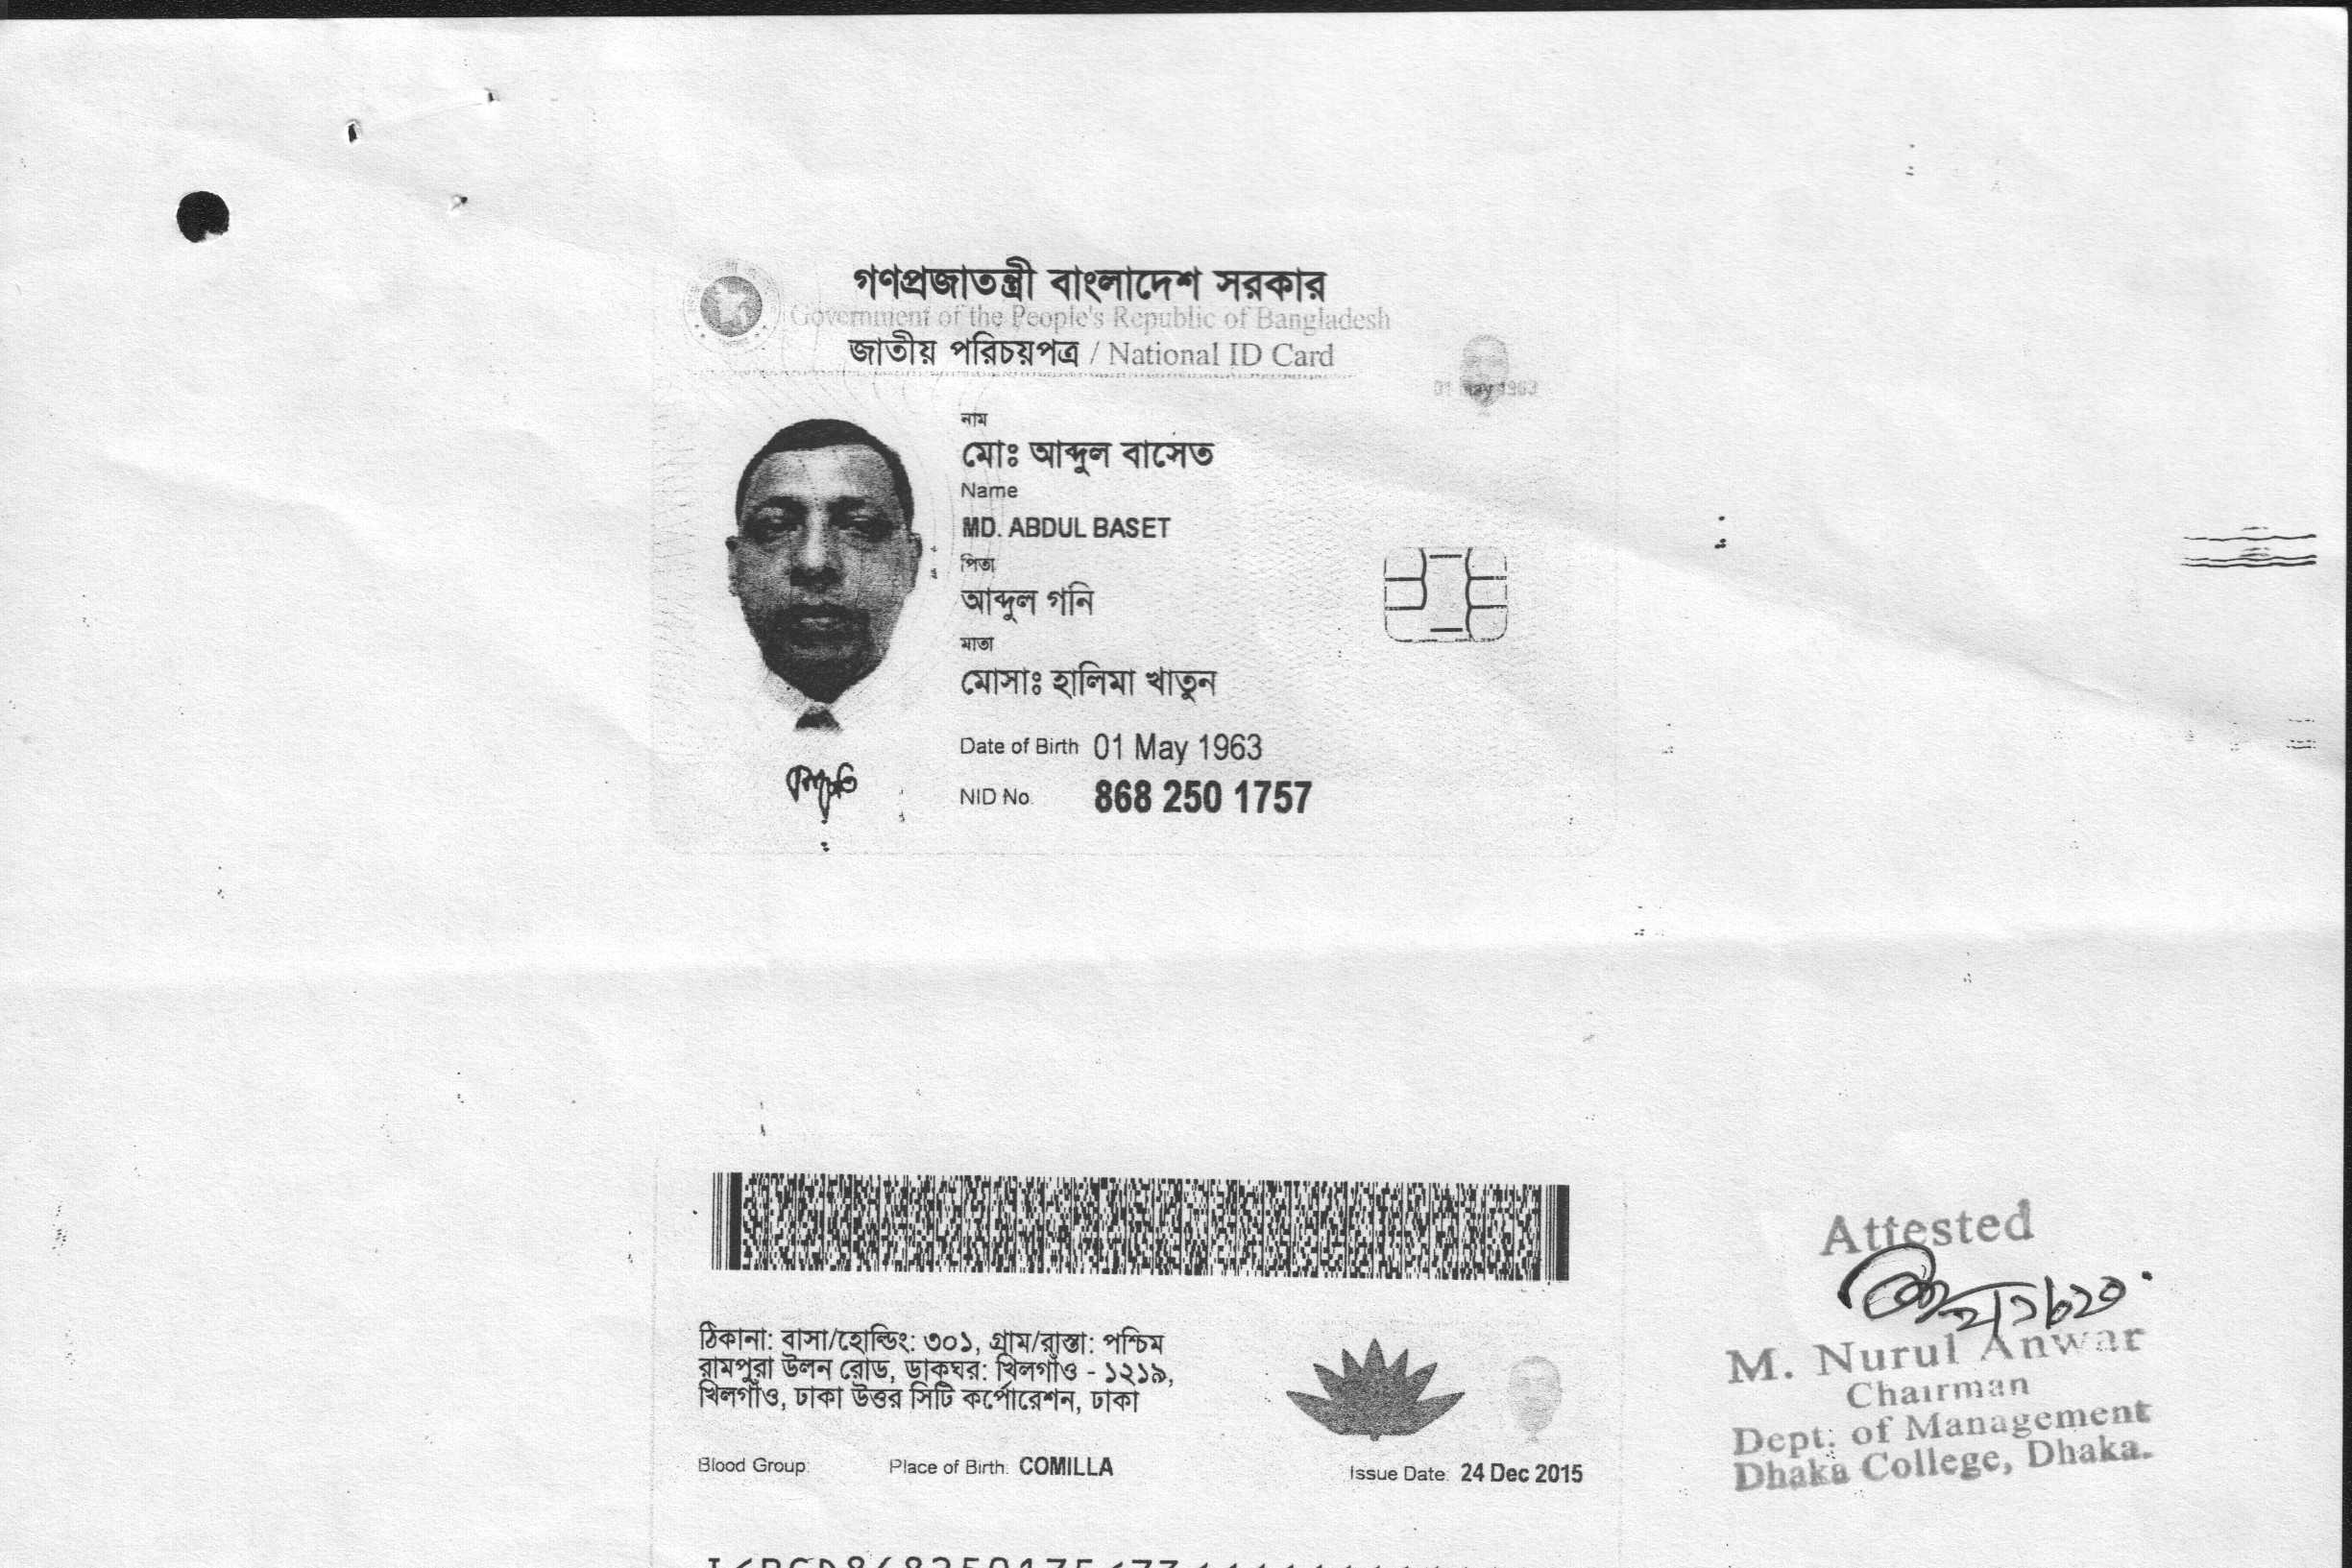 গণপ্রজাতন্ত্রী বাংলাদেশ সরকার
Government of the People's Republic of Bangladesh
জাতীয় পরিচয়পত্র / National ID Card
01 May 1963
নাম
মোঃ আব্দুল বাসেত
Name
MD. ABDUL BASET
পিতা
আব্দুল গনি
মাতা
মোসাঃ হালিমা খাতুন
Date of Birth 01 May 1963
NID No. 868 250 1757
ঠিকানা: বাসা/হোল্ডিং: ৩০১, গ্রাম/রাস্তা: পশ্চিম
রামপুরা উলন রোড, ডাকঘর: খিলগাঁও - ১২১৯,
খিলগাঁও, ঢাকা উত্তর সিটি কর্পোরেশন, ঢাকা
Blood Group: Place of Birth: COMILLA
Issue Date: 24 Dec 2015
Attested
M. Nurul Anwar
Chairman
Dept. of Management
Dhaka College, Dhaka.